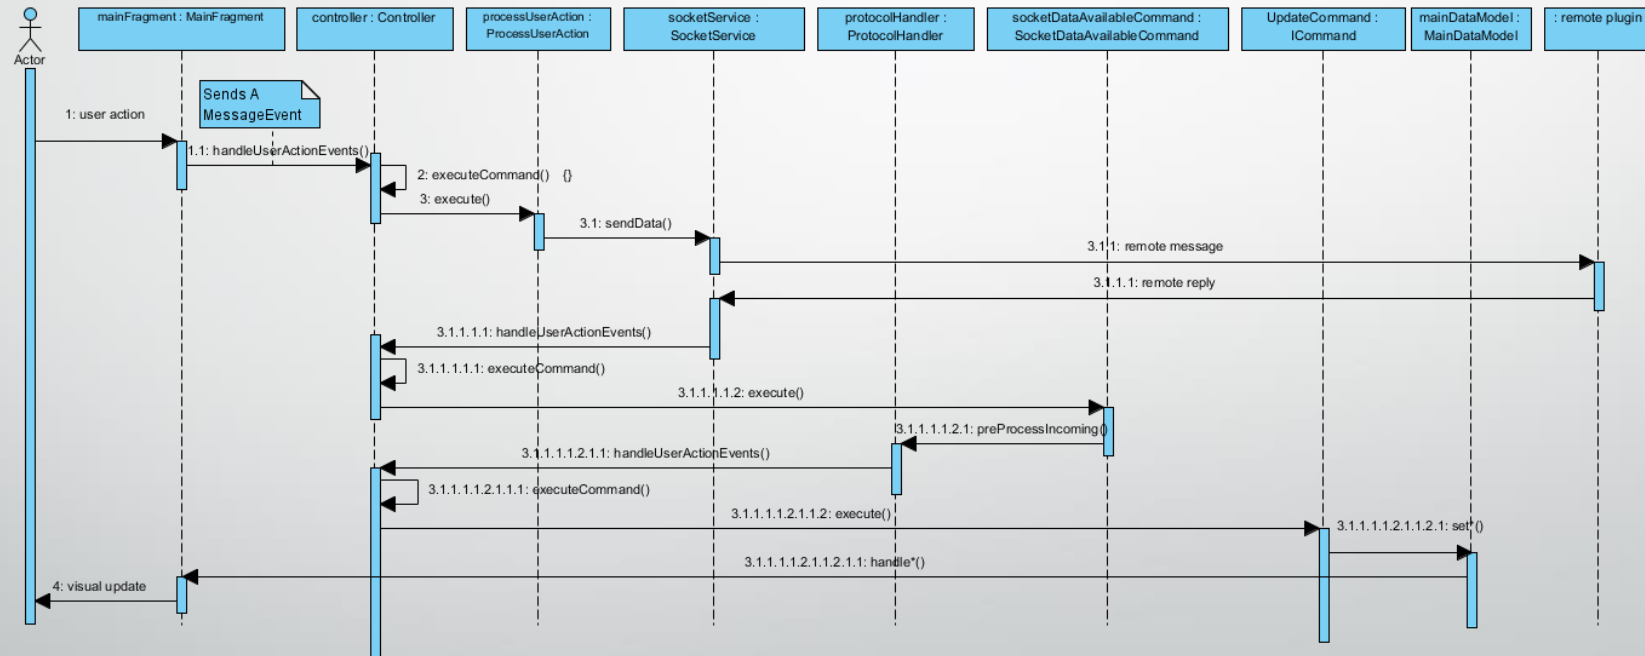 mainFragment : MainFragment
controller : Controller
processUserAction :
ProcessUserAction
socketService :
SocketService
protocolHandler :
ProtocolHandler
socketDataAvailableCommand :
SocketDataAvailableCommand
UpdateCommand :
ICommand
mainDataModel :
MainDataModel
: remote plugin
Actor
Sends A
MessageEvent
1: user action
1.1: handleUserActionEvents()
2: executeCommand() {}
3: execute()
3.1: sendData()
3.1.1: remote message
3.1.1.1: remote reply
3.1.1.1.1: handleUserActionEvents()
3.1.1.1.1.1: executeCommand()
3.1.1.1.1.2: execute()
3.1.1.1.1.2.1: preProcessIncoming()
3.1.1.1.1.2.1.1: handleUserActionEvents()
3.1.1.1.1.2.1.1.1: executeCommand()
3.1.1.1.1.2.1.1.2: execute()
3.1.1.1.1.2.1.1.2.1: set*()
3.1.1.1.1.2.1.1.2.1.1: handle*()
4: visual update